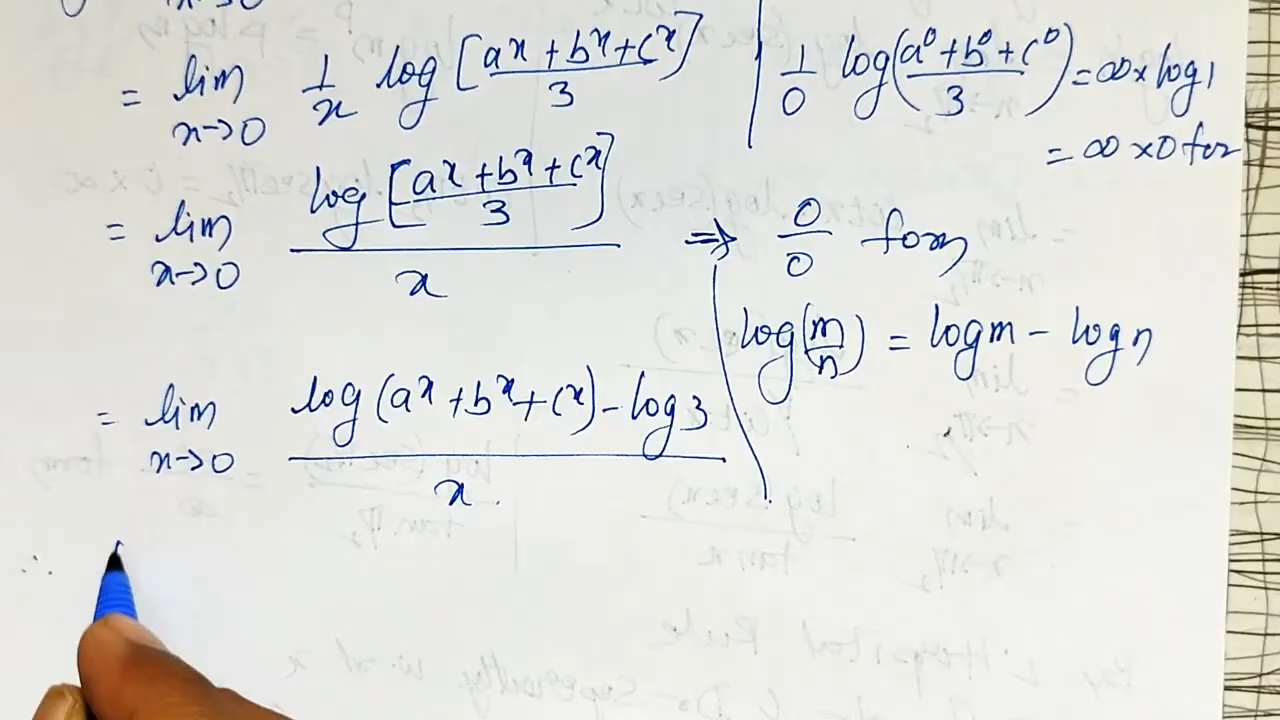 = lim x→0 1/x log [(a^x + b^x + c^x)/3]
1/0 log((a^0 + b^0 + c^0)/3) = ∞ × log 1
= ∞ × 0 for
= lim x→0 log [(a^x + b^x + c^x)/3] / x ⇒ 0/0 form
log(m/n) = log m − log n
= lim x→0 (log (a^x + b^x + c^x) − log 3) / x
∴